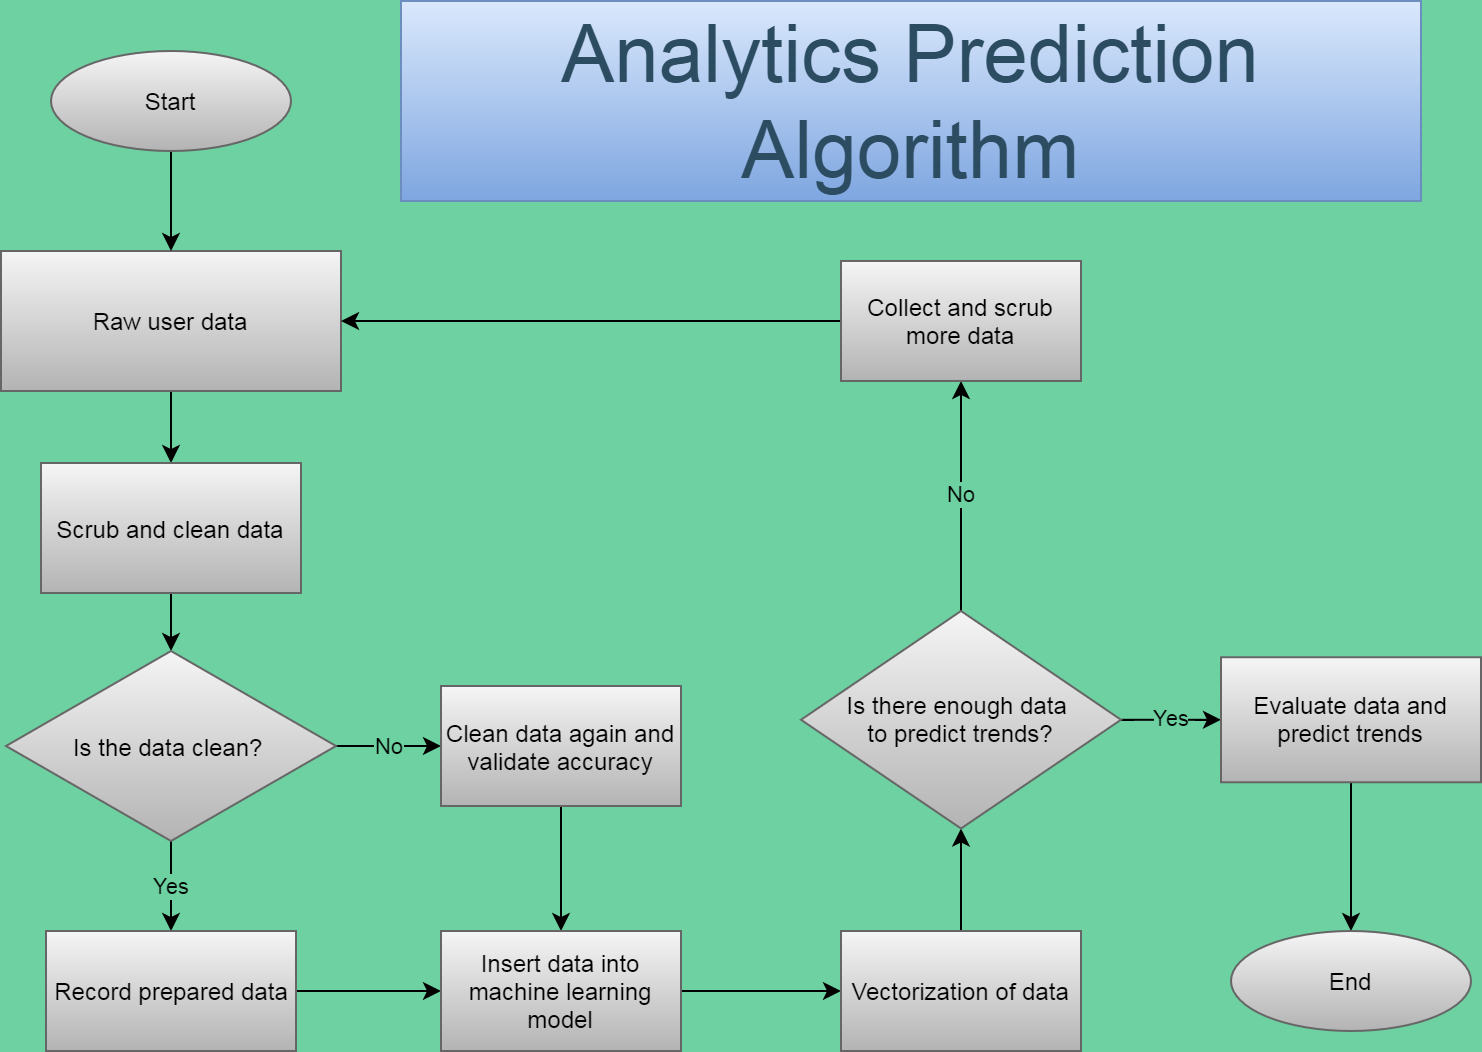 Analytics Prediction
Algorithm
Start
Raw user data
Collect and scrub
more data
Scrub and clean data
No
Is the data clean?
No
Clean data again and
validate accuracy
Is there enough data
to predict trends?
Yes
Evaluate data and
predict trends
Yes
Record prepared data
Insert data into
machine learning
model
Vectorization of data
End